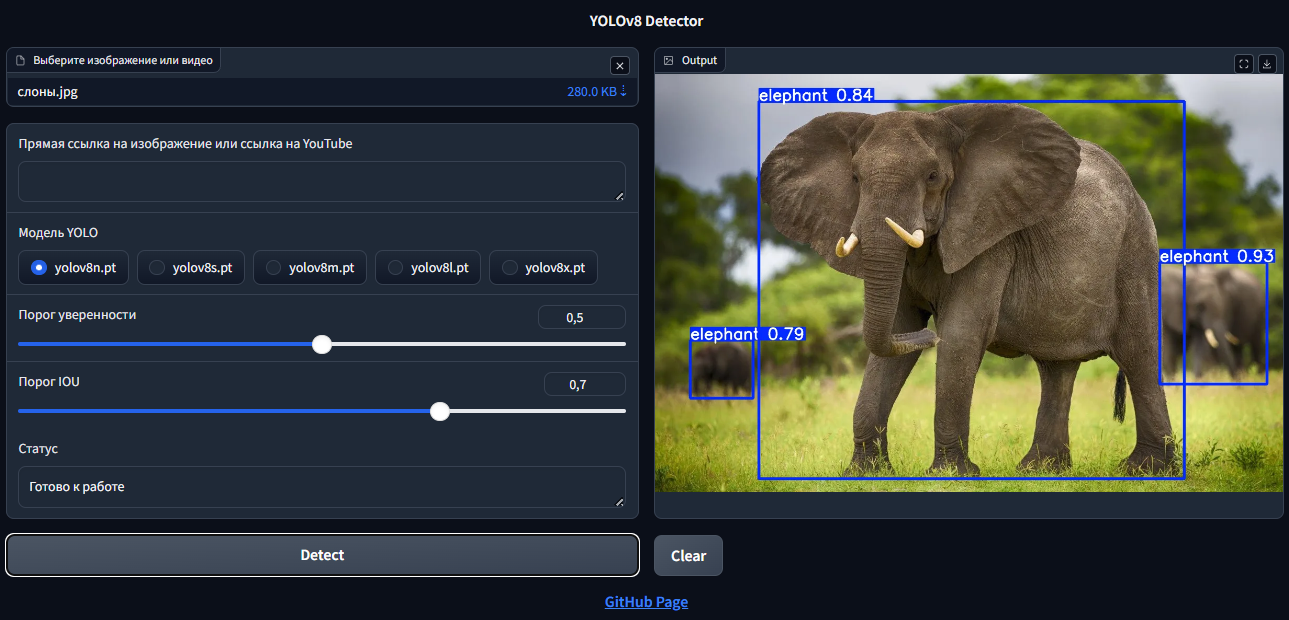 YOLOv8 Detector
Выберите изображение или видео
слоны.jpg 280.0 KB ⇣
Прямая ссылка на изображение или ссылка на YouTube
Модель YOLO
yolov8n.pt yolov8s.pt yolov8m.pt yolov8l.pt yolov8x.pt
Порог уверенности 0,5
Порог IOU 0,7
Статус
Готово к работе
Detect
Output
elephant 0.84
elephant 0.93
elephant 0.79
Clear
GitHub Page